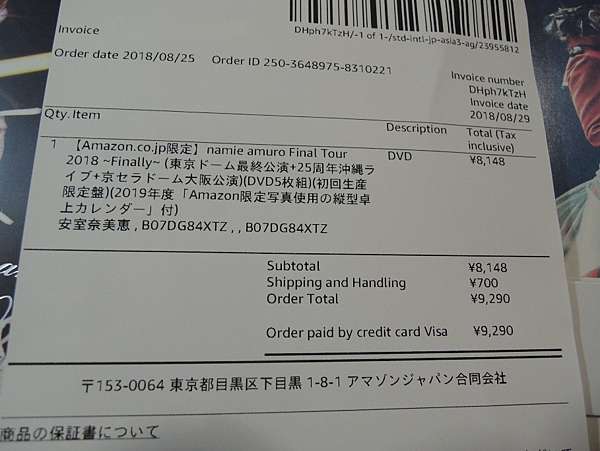 Invoice
DHph7kTzH/-1 of 1-/std-intl-jp-asia3-ag/23955812
Order date 2018/08/25 Order ID 250-3648975-8310221
Invoice number
DHph7kTzH
Invoice date
2018/08/29
Qty. Item Description Total (Tax
inclusive)
1 【Amazon.co.jp限定】namie amuro Final Tour DVD ¥8,148
2018 ~Finally~ (東京ドーム最終公演+25周年沖縄ラ
イブ+京セラドーム大阪公演)(DVD5枚組)(初回生産
限定盤)(2019年度「Amazon限定写真使用の縦型卓
上カレンダー」付)
安室奈美恵 , B07DG84XTZ , , B07DG84XTZ
Subtotal ¥8,148
Shipping and Handling ¥700
Order Total ¥9,290
Order paid by credit card Visa ¥9,290
〒153-0064 東京都目黒区下目黒 1-8-1 アマゾンジャパン合同会社
商品の保証書について